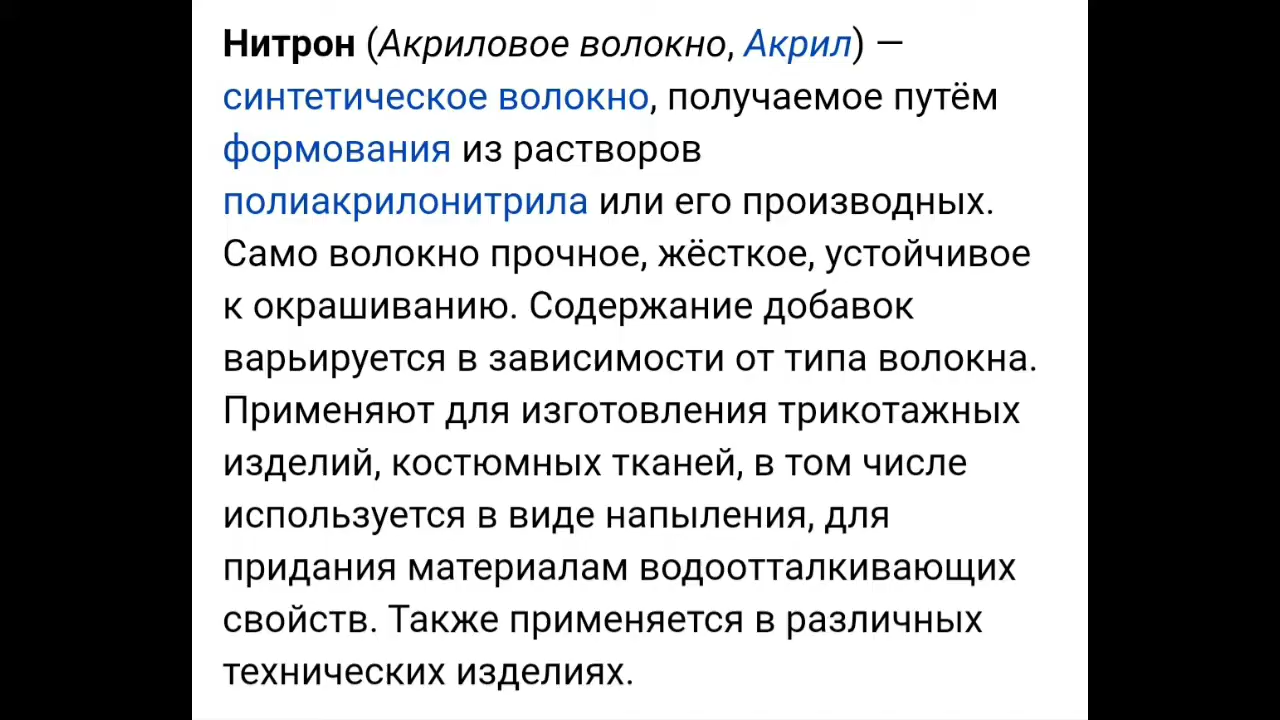 Нитрон (Акриловое волокно, Акрил) —
синтетическое волокно, получаемое путём
формования из растворов
полиакрилонитрила или его производных.
Само волокно прочное, жёсткое, устойчивое
к окрашиванию. Содержание добавок
варьируется в зависимости от типа волокна.
Применяют для изготовления трикотажных
изделий, костюмных тканей, в том числе
используется в виде напыления, для
придания материалам водоотталкивающих
свойств. Также применяется в различных
технических изделиях.